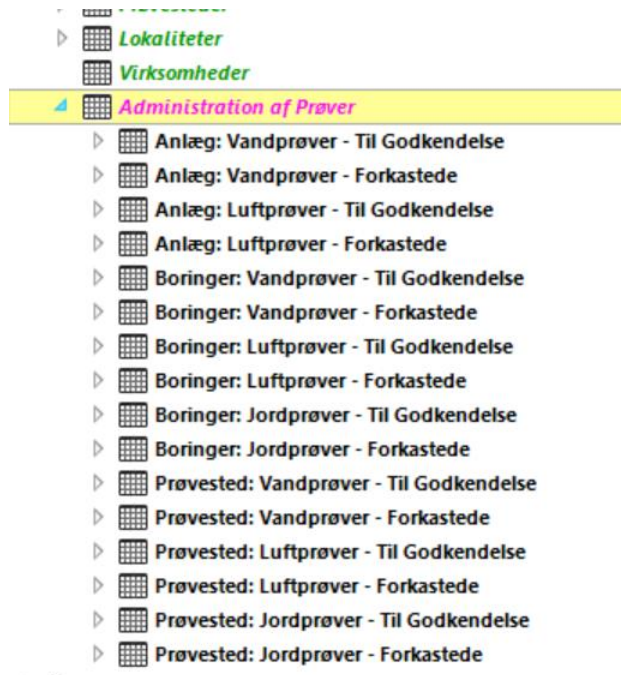 Lokaliteter
Virksomheder
Administration af Prøver
Anlæg: Vandprøver - Til Godkendelse
Anlæg: Vandprøver - Forkastede
Anlæg: Luftprøver - Til Godkendelse
Anlæg: Luftprøver - Forkastede
Boringer: Vandprøver - Til Godkendelse
Boringer: Vandprøver - Forkastede
Boringer: Luftprøver - Til Godkendelse
Boringer: Luftprøver - Forkastede
Boringer: Jordprøver - Til Godkendelse
Boringer: Jordprøver - Forkastede
Prøvested: Vandprøver - Til Godkendelse
Prøvested: Vandprøver - Forkastede
Prøvested: Luftprøver - Til Godkendelse
Prøvested: Luftprøver - Forkastede
Prøvested: Jordprøver - Til Godkendelse
Prøvested: Jordprøver - Forkastede